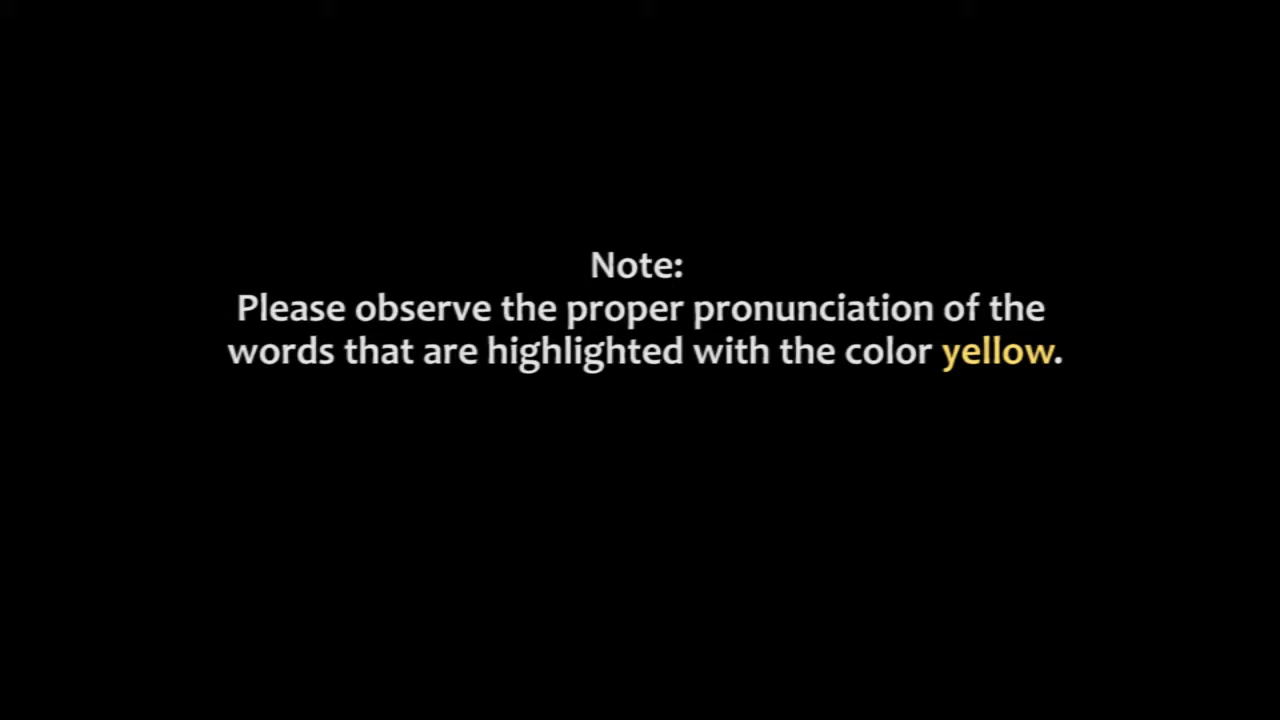 Note:
Please observe the proper pronunciation of the
words that are highlighted with the color yellow.